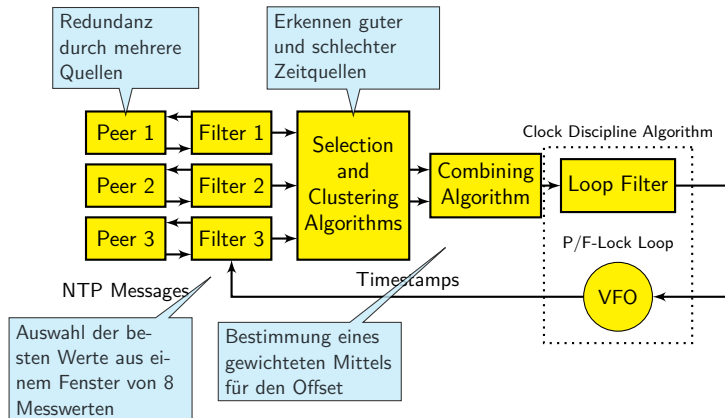 Redundanz
durch mehrere
Quellen
Erkennen guter
und schlechter
Zeitquellen
Peer 1
Filter 1
Peer 2
Filter 2
Peer 3
Filter 3
Selection
and
Clustering
Algorithms
Combining
Algorithm
Clock Discipline Algorithm
Loop Filter
P/F-Lock Loop
VFO
NTP Messages
Timestamps
Auswahl der be-
sten Werte aus ei-
nem Fenster von 8
Messwerten
Bestimmung eines
gewichteten Mittels
für den Offset